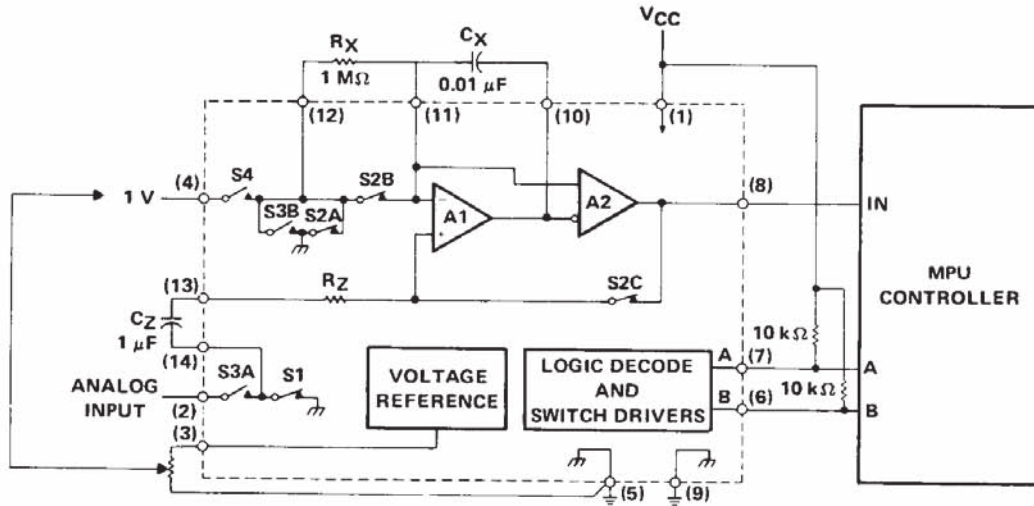 VCC
RX
1 MΩ
CX
0.01 μF
(12)
(11)
(10)
(1)
1 V
(4)
S4
S3B
S2A
S2B
A1
-
+
A2
(8)
IN
(13)
RZ
S2C
CZ
1 μF
(14)
ANALOG
INPUT
(2)
S3A
S1
(3)
VOLTAGE
REFERENCE
LOGIC DECODE
AND
SWITCH DRIVERS
A
B
(7)
(6)
10 kΩ
10 kΩ
A
B
MPU
CONTROLLER
(5)
(9)